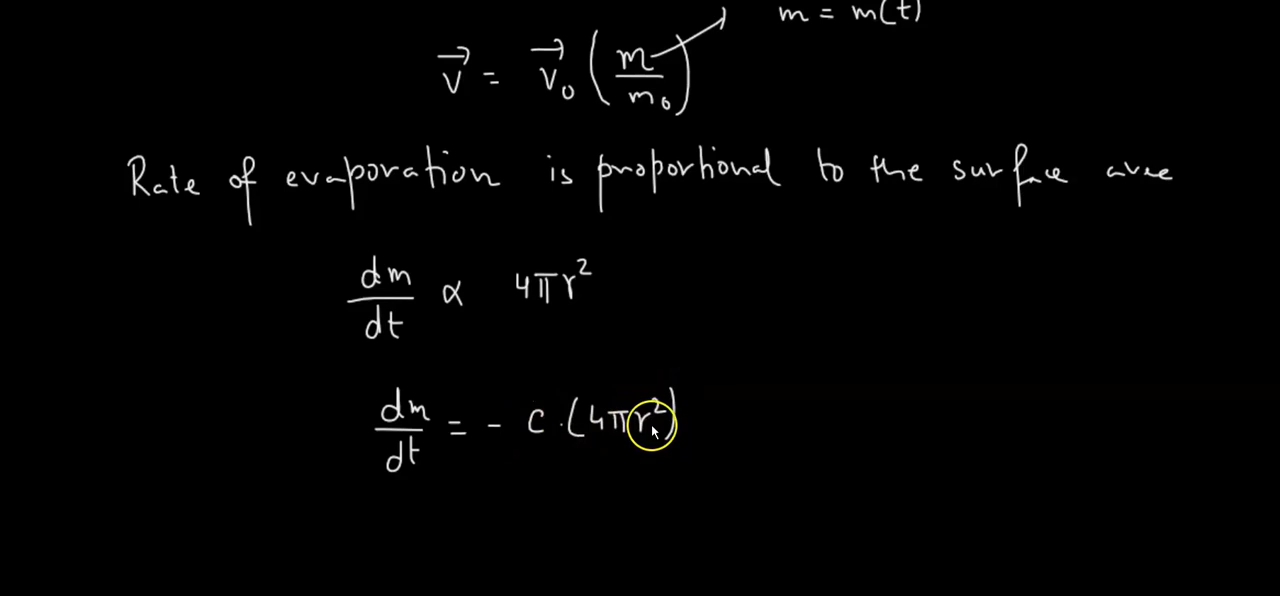 m = m(t)
v⃗ = v⃗₀ (m/m₀)
Rate of evaporation is proportional to the surface area
dm/dt ∝ 4πr²
dm/dt = - C.(4πr²)